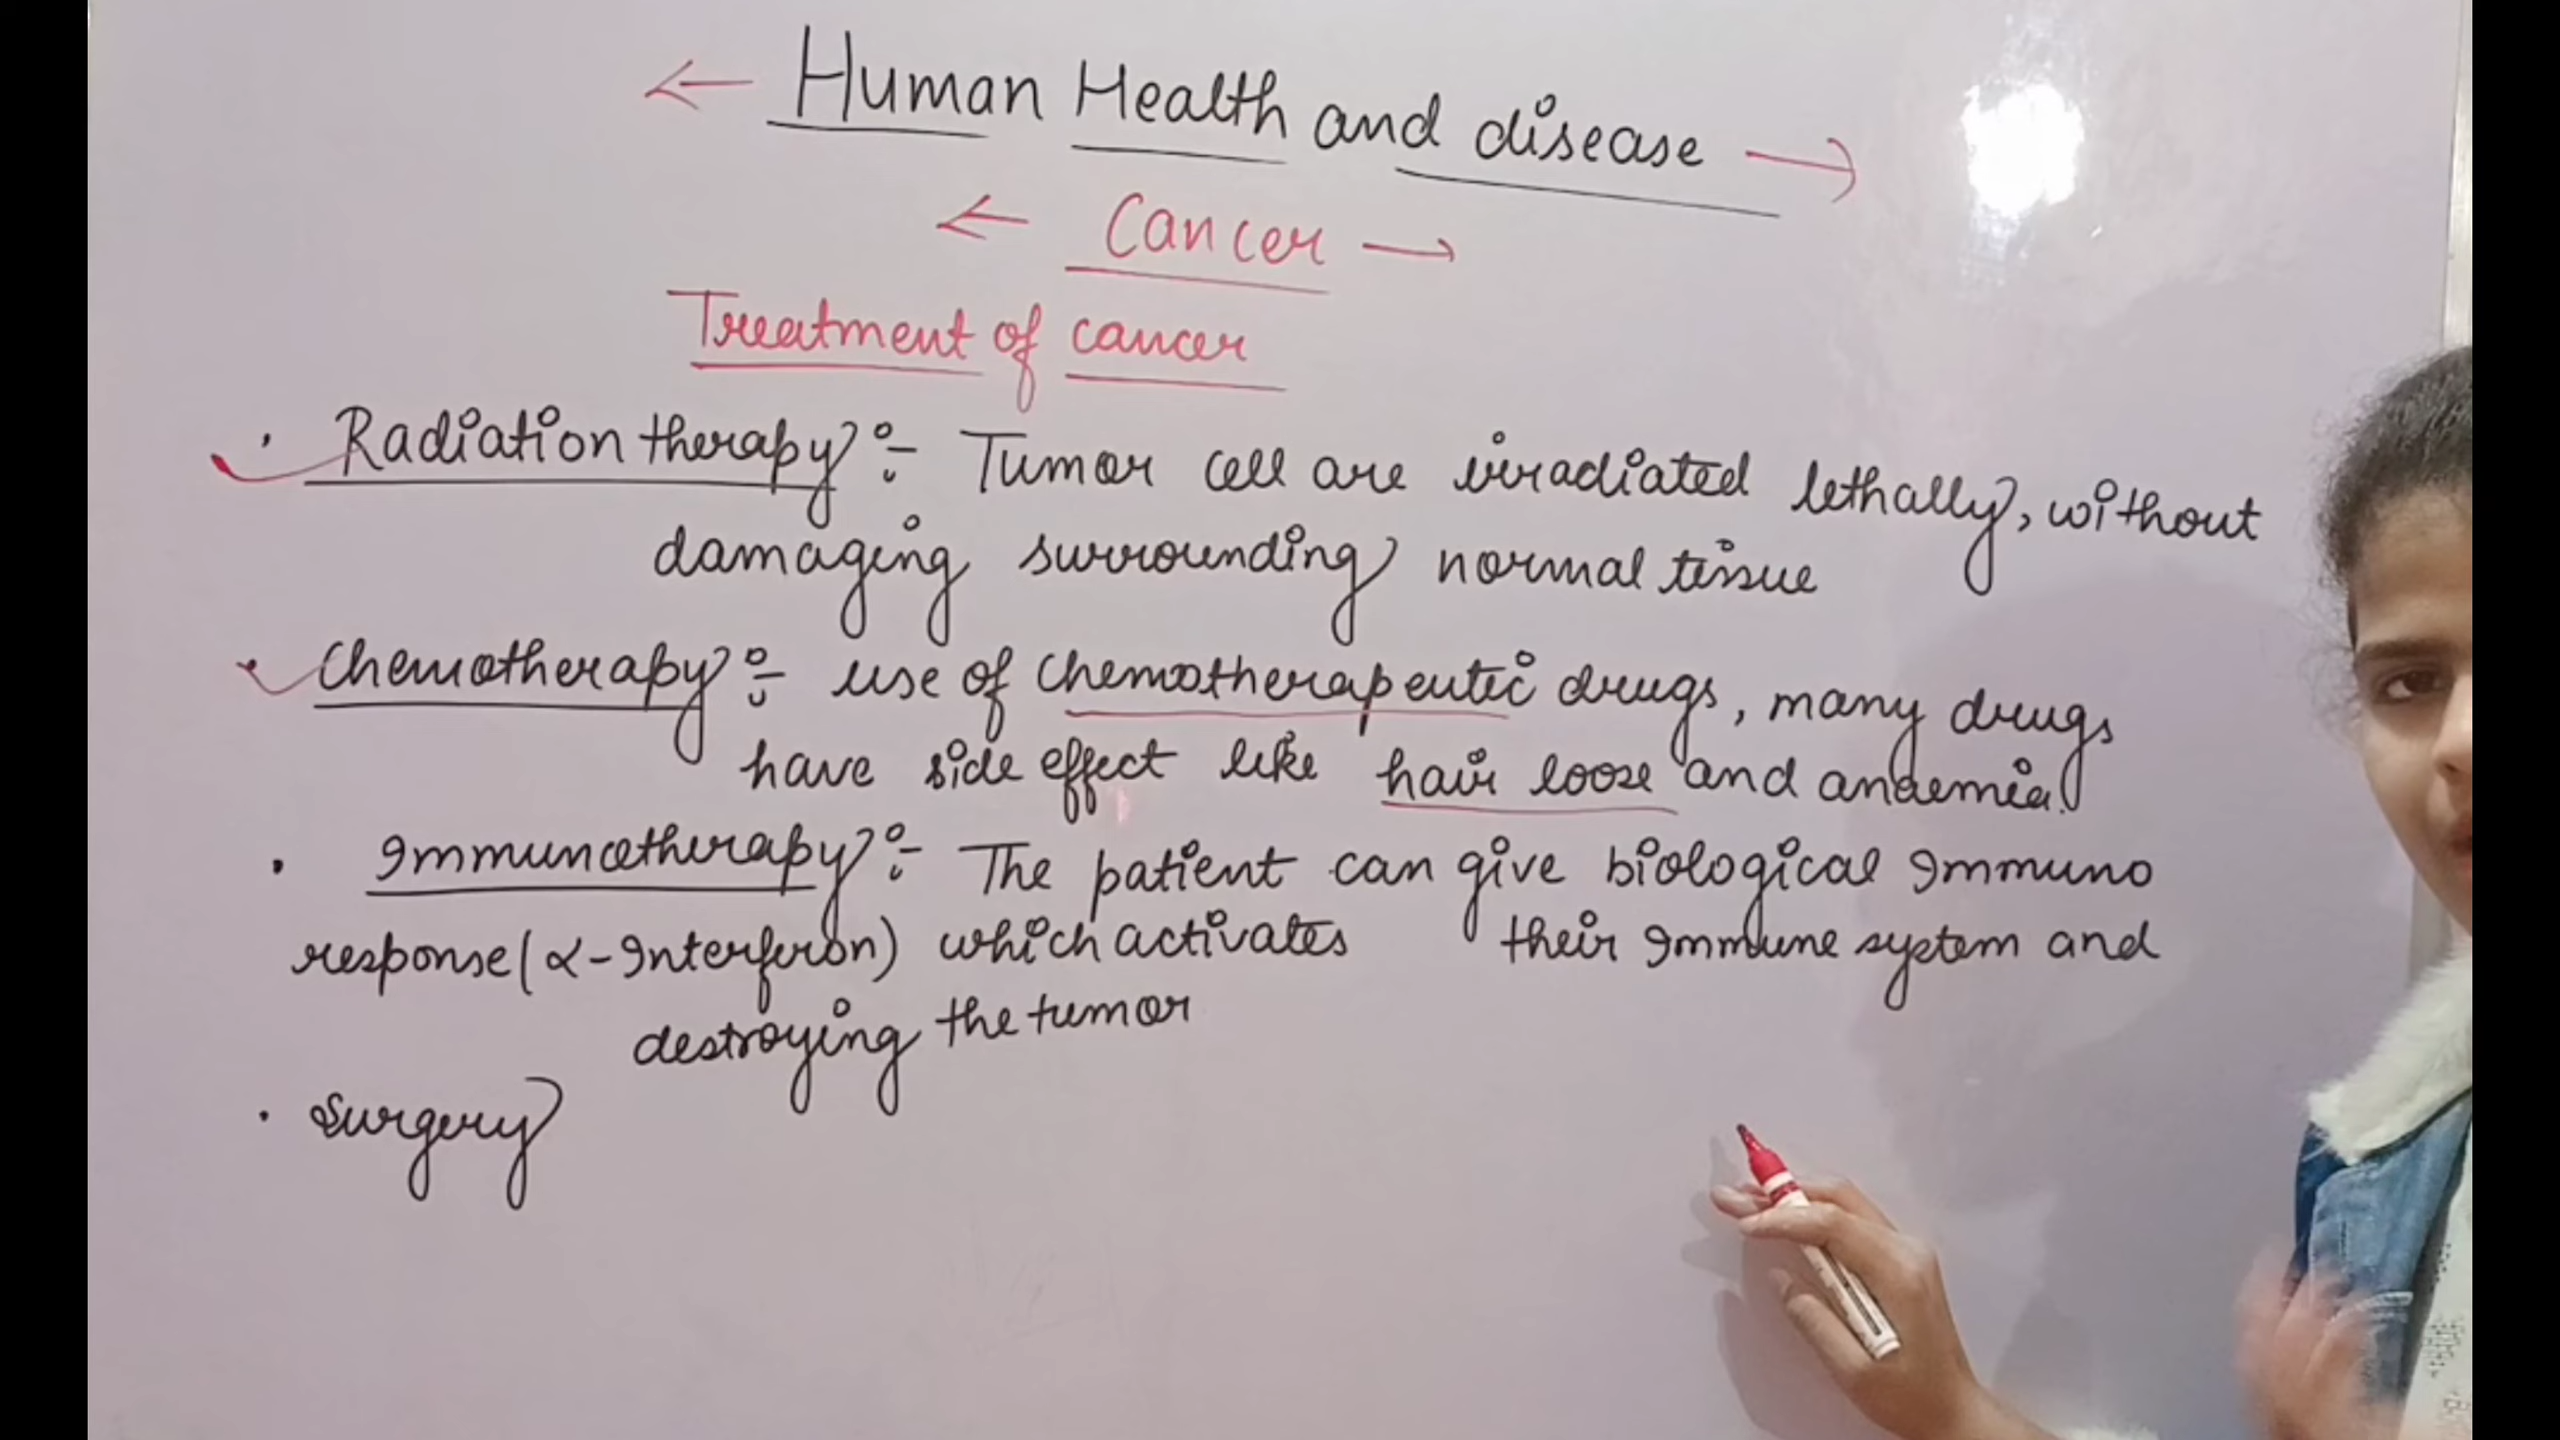 ← Human Health and disease →
← Cancer →
Treatment of cancer
· Radiation therapy :- Tumor cell are irradiated lethally, without
damaging surrounding normal tissue
· Chemotherapy :- use of chemotherapeutic drugs, many drugs
have side effect like hair loose and anaemia.
· Immunotherapy :- The patient can give biological Immuno
response (α-Interferon) which activates their Immune system and
destroying the tumor
· Surgery